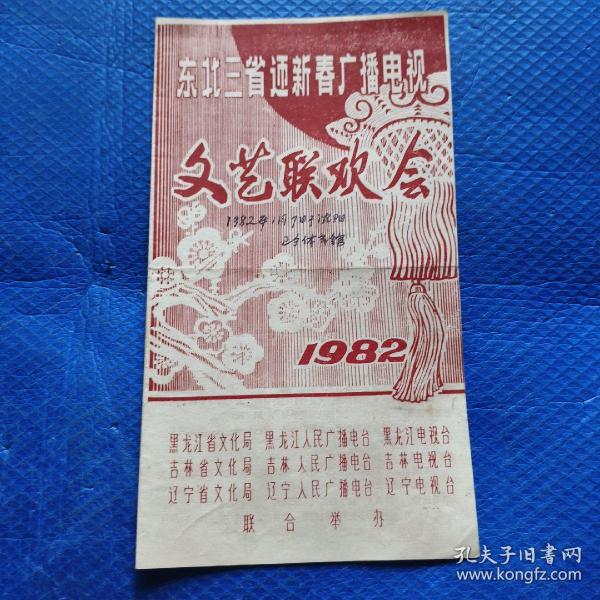 东北三省迎新春广播电视
文艺联欢会
1982年1月7日于沈阳
体育馆
1982
黑龙江省文化局 黑龙江人民广播电台 黑龙江电视台
吉林省文化局 吉林人民广播电台 吉林电视台
辽宁省文化局 辽宁人民广播电台 辽宁电视台
联合举办
孔夫子旧书网
www.kongfz.com